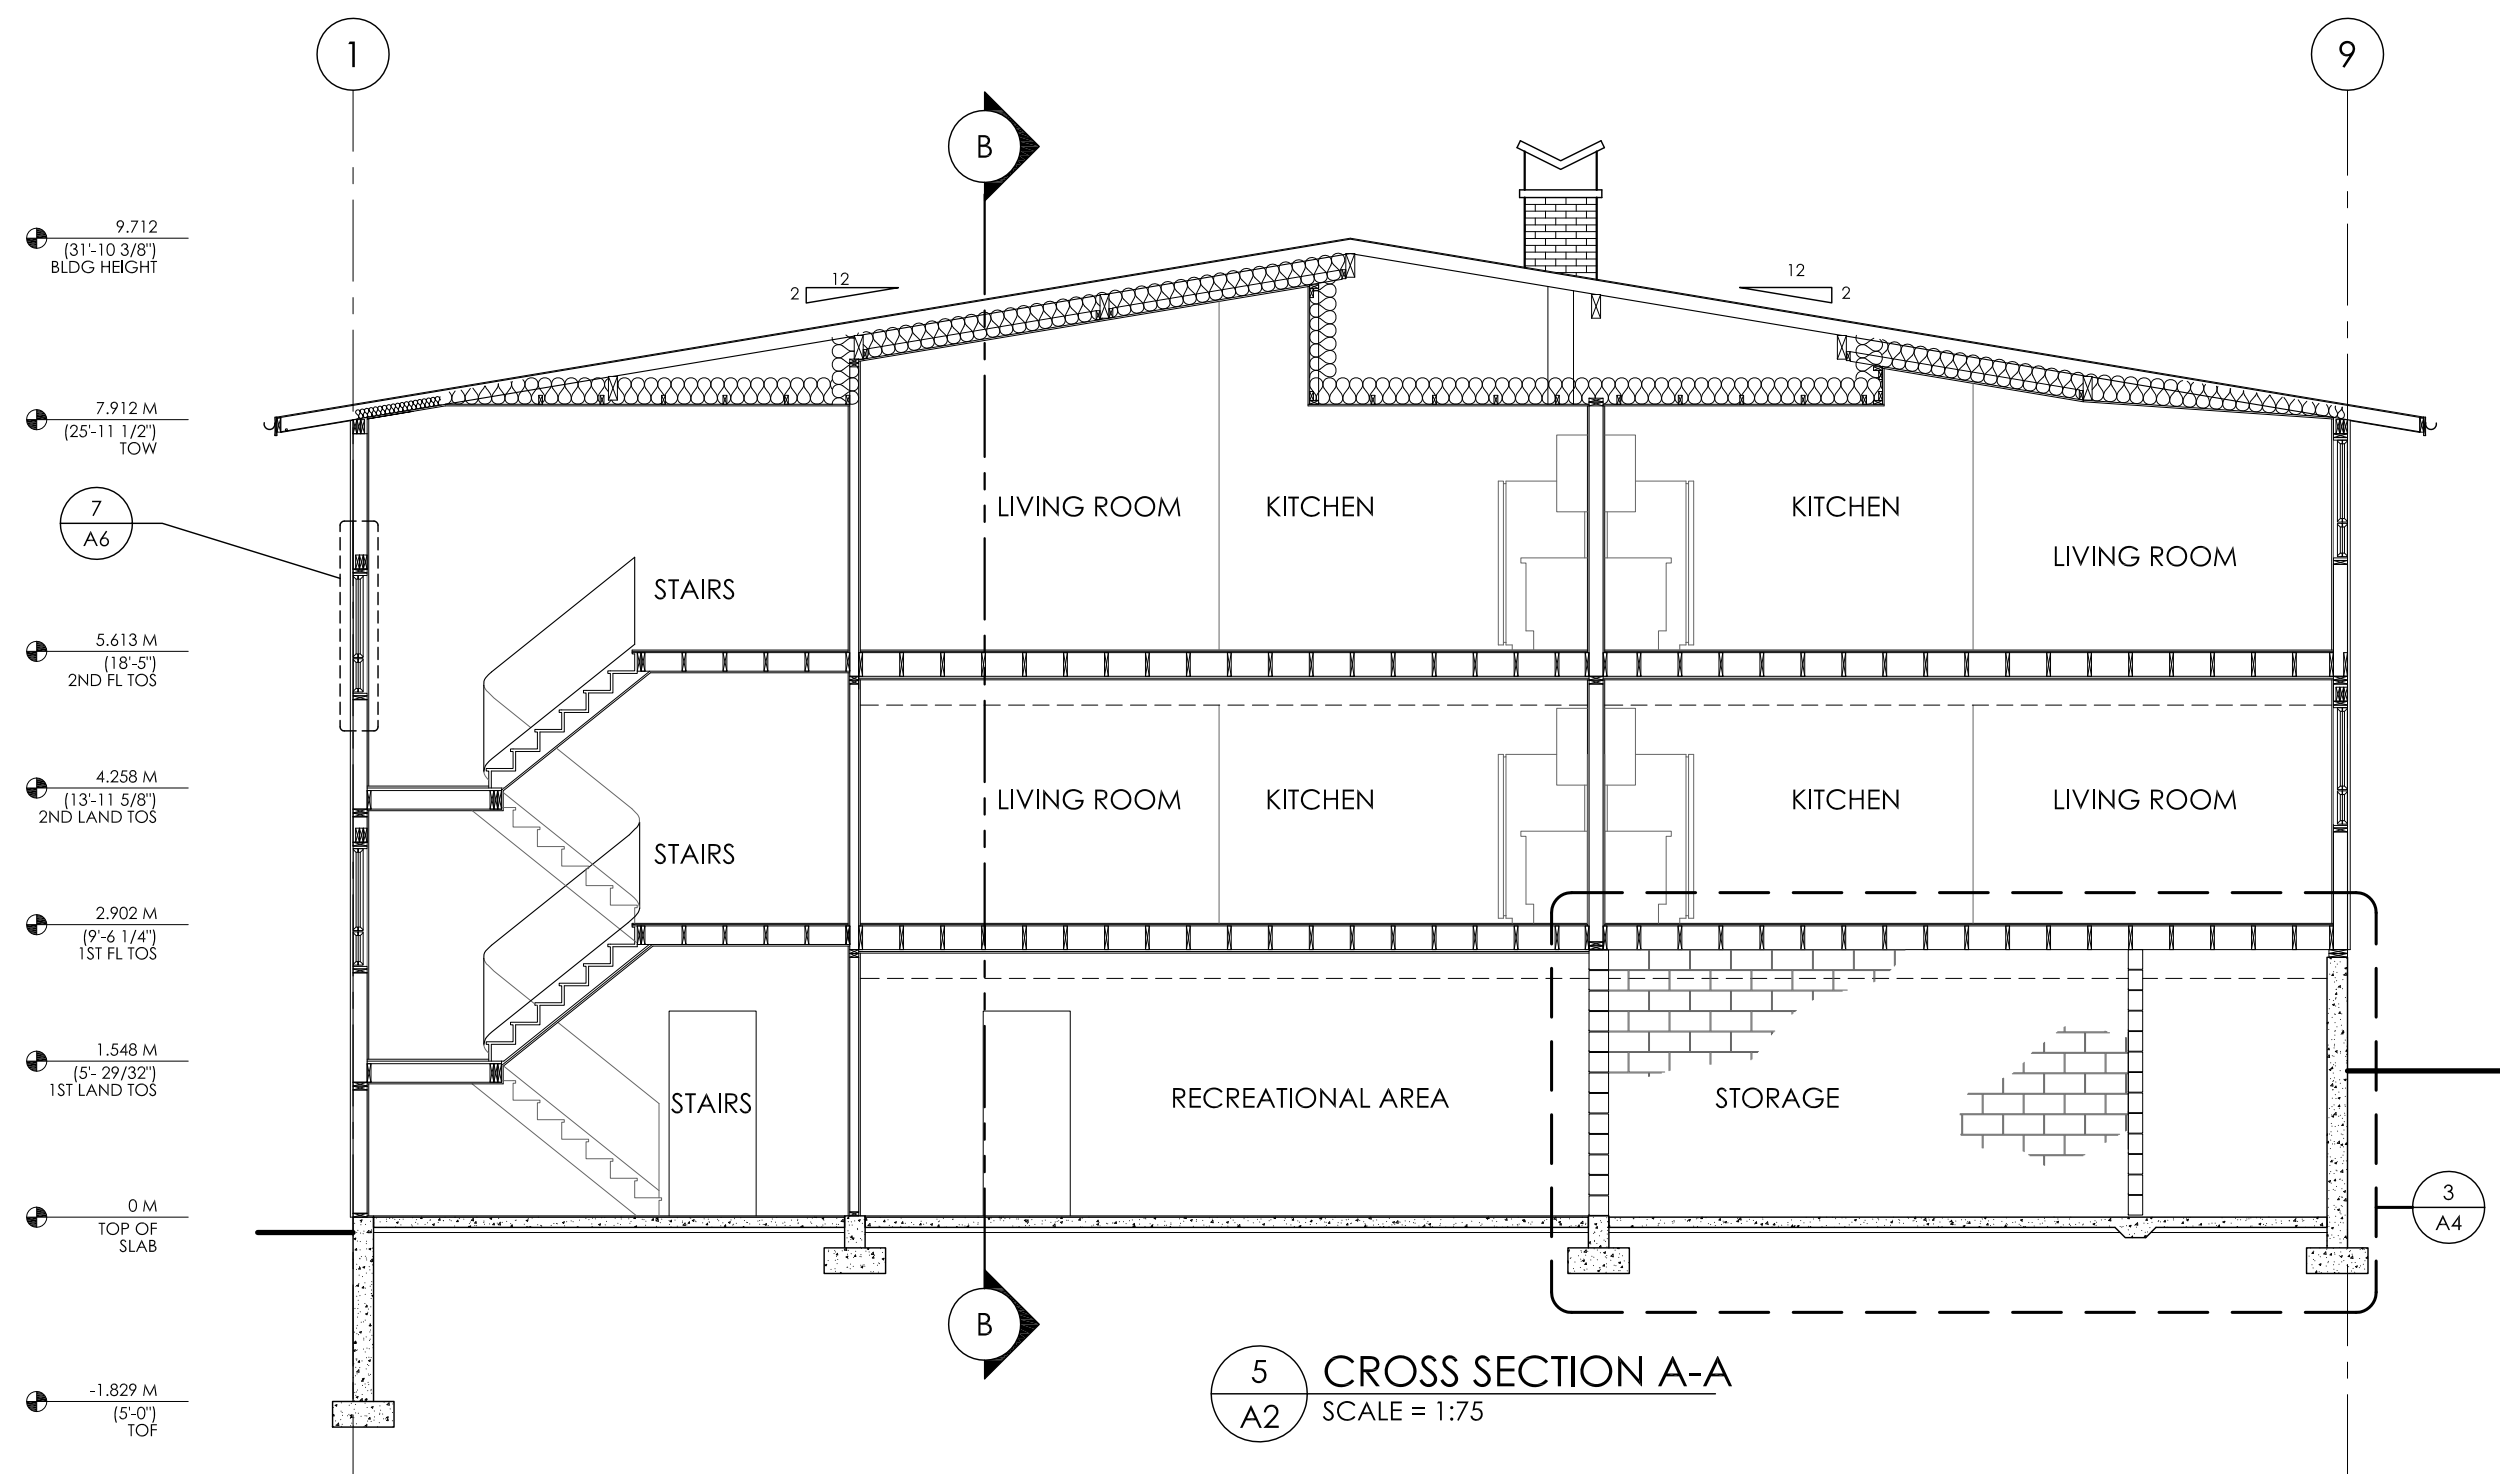 1
9
B
9.712
(31'-10 3/8")
BLDG HEIGHT
12
2
12
2
7.912 M
(25'-11 1/2")
TOW
7
A6
LIVING ROOM
KITCHEN
KITCHEN
LIVING ROOM
STAIRS
5.613 M
(18'-5")
2ND FL TOS
4.258 M
(13'-11 5/8")
2ND LAND TOS
LIVING ROOM
KITCHEN
KITCHEN
LIVING ROOM
STAIRS
2.902 M
(9'-6 1/4")
1ST FL TOS
1.548 M
(5'- 29/32")
1ST LAND TOS
STAIRS
RECREATIONAL AREA
STORAGE
0 M
TOP OF
SLAB
3
A4
B
5
A2
CROSS SECTION A-A
SCALE = 1:75
-1.829 M
(5'-0")
TOF